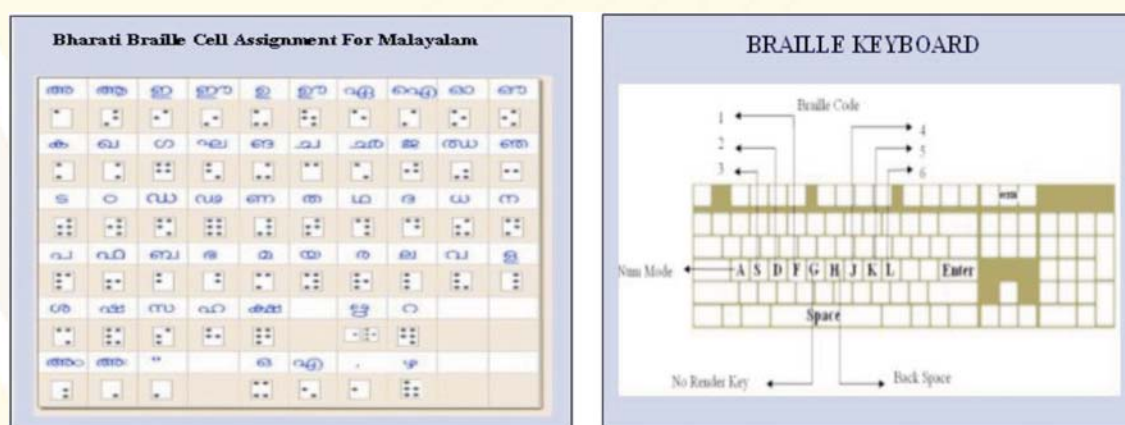 Bharati Braille Cell Assignment For Malayalam
അ ആ ഇ ഈ ഉ ഊ ഏ ഐ ഓ ഔ
ക ഖ ഗ ഘ ങ ച ഛ ജ ഝ ഞ
ട ഠ ഡ ഢ ണ ത ഥ ദ ധ ന
പ ഫ ബ ഭ മ യ ര ല വ ള
ശ ഷ സ ഹ ക്ഷ റ
അം അഃ " ഒ എ . ഴ
BRAILLE KEYBOARD
Braille Code
1 4
2 5
3 6
Num Mode A S D F G H J K L Enter
Space
No Render Key Back Space